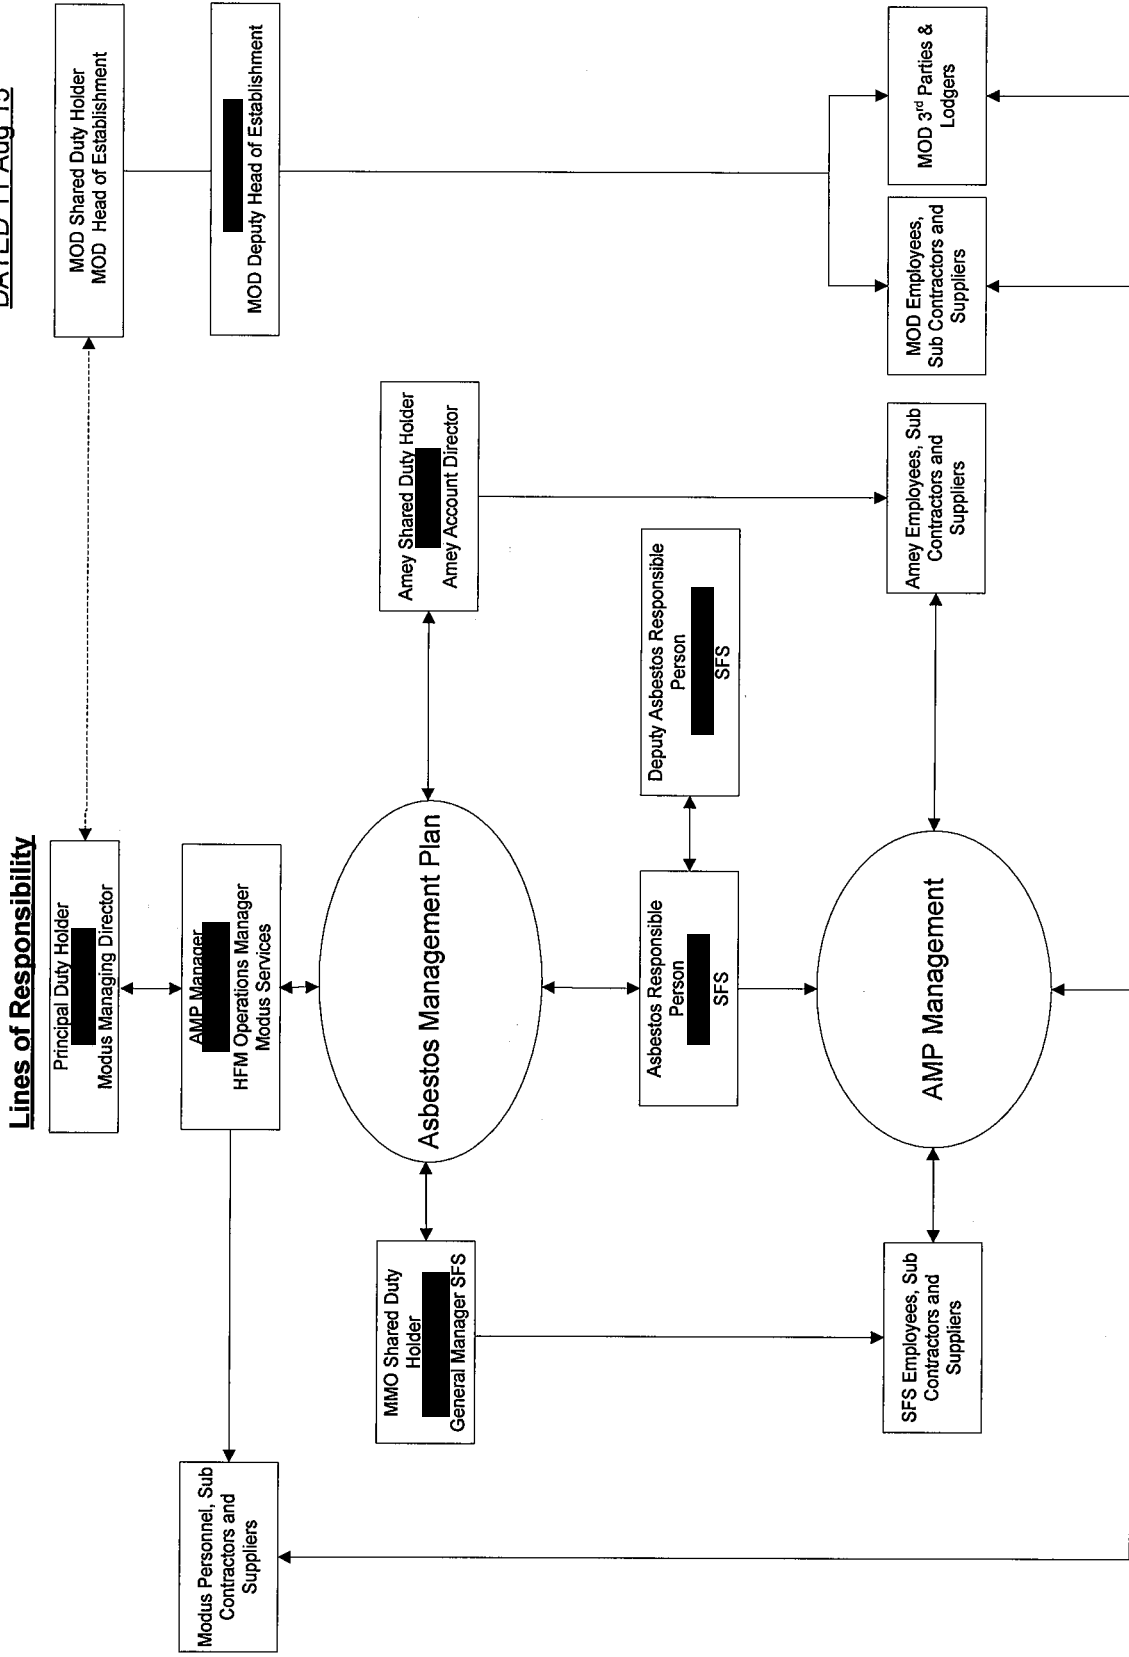 DATED 11 Aug
Lines of Responsibility
Principal Duty Holder
Modus Managing Director
MOD Shared Duty Holder
MOD Head of Establishment
Modus Personnel, Sub
Contractors and
Suppliers
AMP Manager
HFM Operations Manager
Modus Services
MOD Deputy Head of Establishment
MMO Shared Duty
Holder
General Manager SFS
Asbestos Management Plan
Amey Shared Duty Holder
Amey Account Director
Asbestos Responsible
Person
SFS
Deputy Asbestos Responsible
Person
SFS
SFS Employees, Sub
Contractors and
Suppliers
AMP Management
Amey Employees, Sub
Contractors and
Suppliers
MOD Employees,
Sub Contractors and
Suppliers
MOD 3rd Parties &
Lodgers